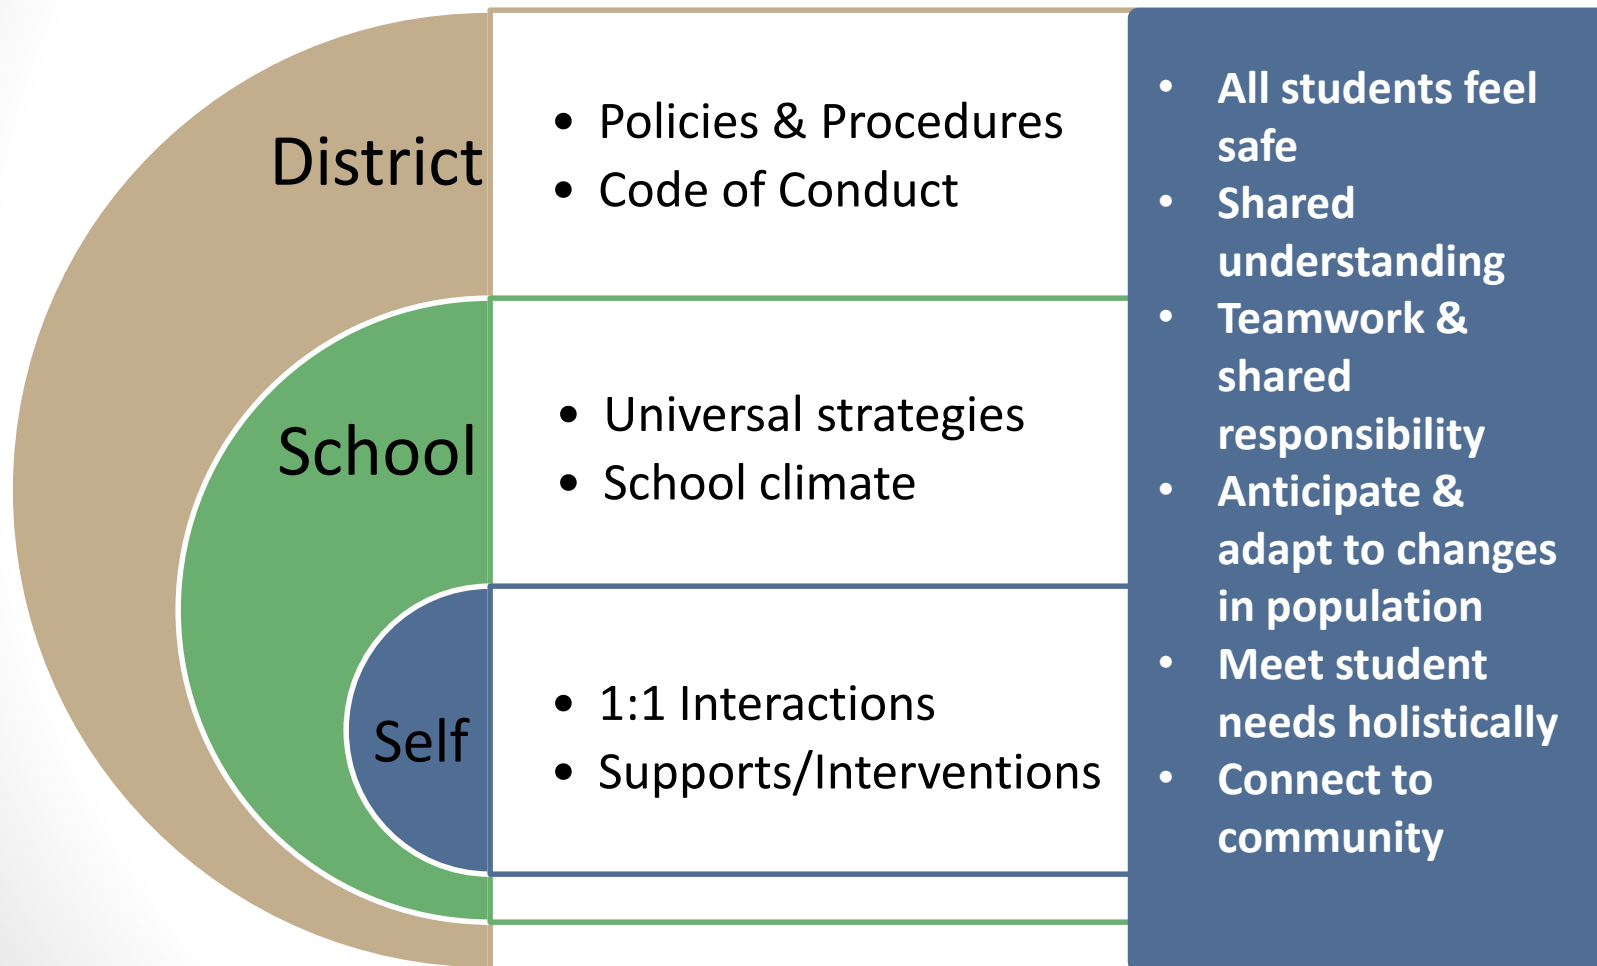 District
• Policies & Procedures
• Code of Conduct
School
• Universal strategies
• School climate
Self
• 1:1 Interactions
• Supports/Interventions
• All students feel
safe
• Shared
understanding
• Teamwork &
shared
responsibility
• Anticipate &
adapt to changes
in population
• Meet student
needs holistically
• Connect to
community